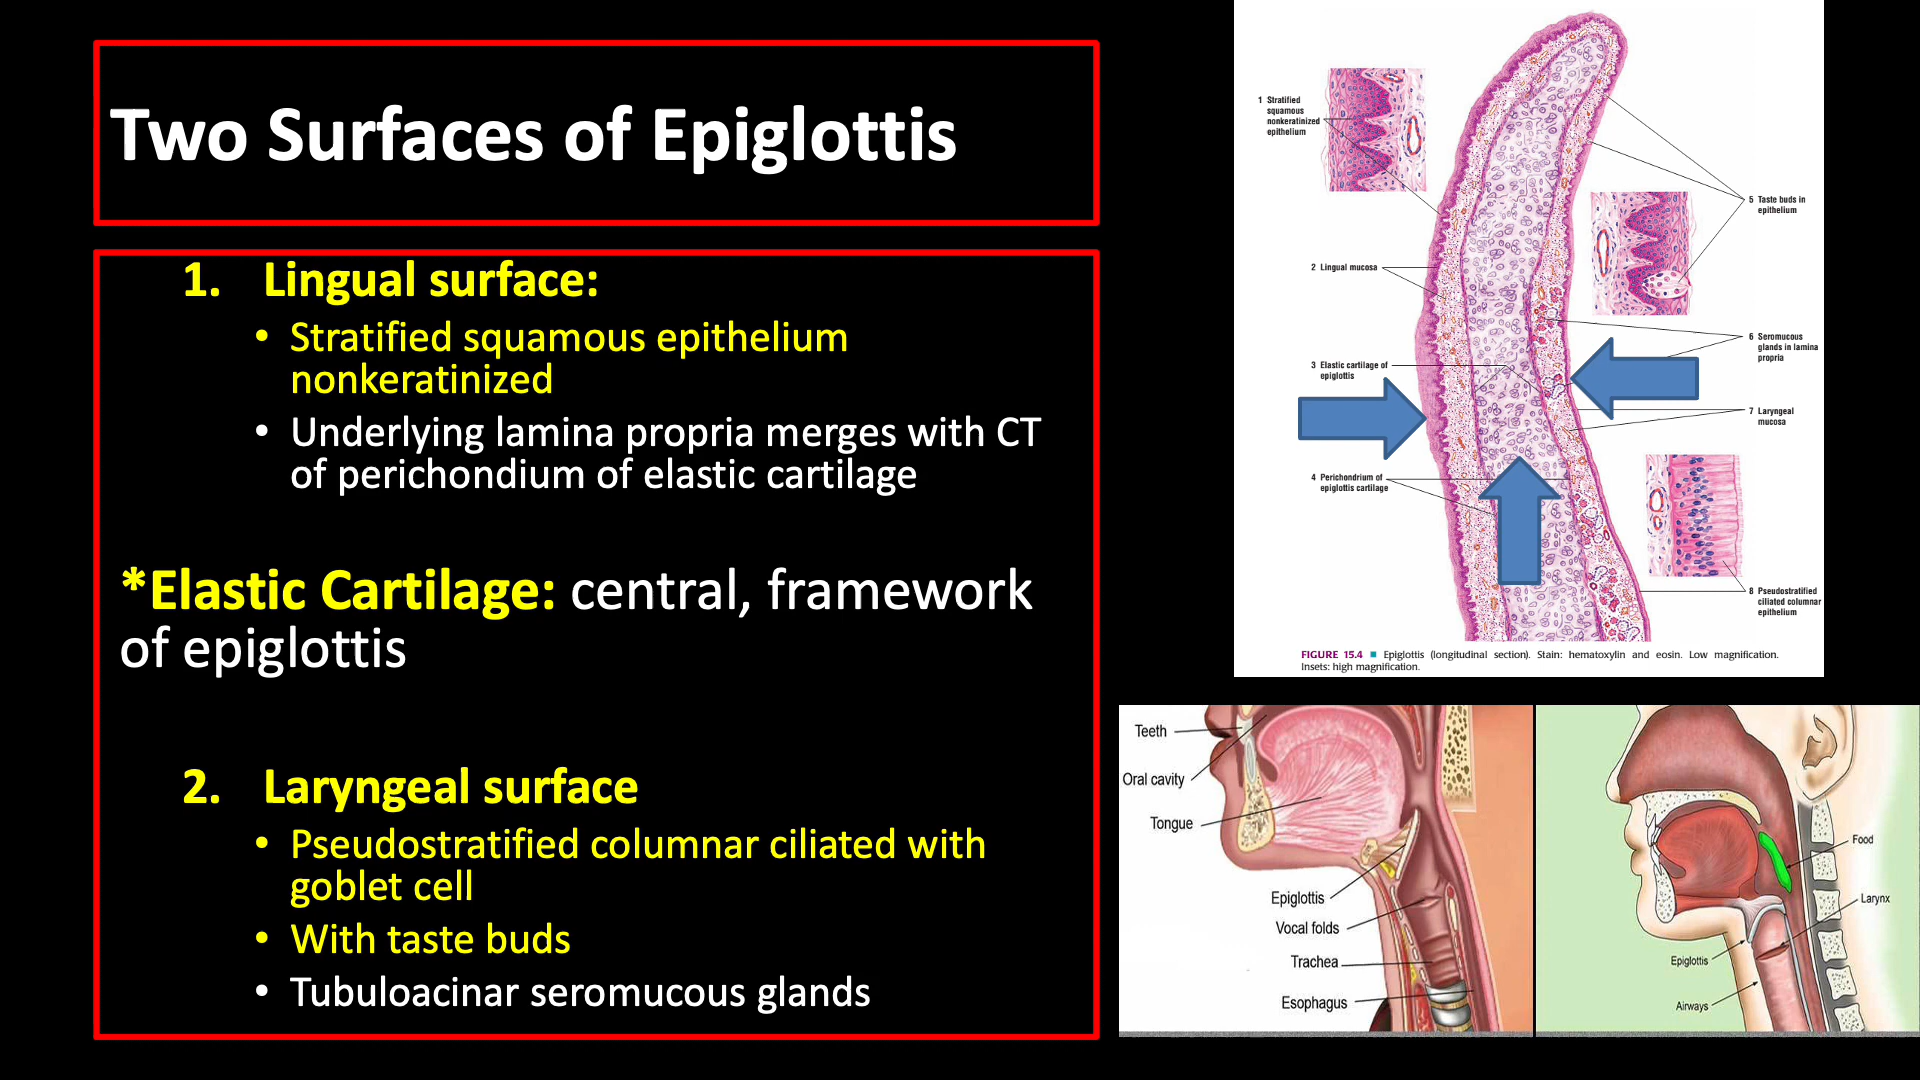 Two Surfaces of Epiglottis
1. Lingual surface:
• Stratified squamous epithelium
nonkeratinized
• Underlying lamina propria merges with CT
of perichondium of elastic cartilage
*Elastic Cartilage: central, framework
of epiglottis
2. Laryngeal surface
• Pseudostratified columnar ciliated with
goblet cell
• With taste buds
• Tubuloacinar seromucous glands
1 Stratified
squamous
nonkeratinized
epithelium
2 Lingual mucosa
3 Elastic cartilage of
epiglottis
4 Perichondrium of
epiglottis cartilage
5 Taste buds in
epithelium
6 Seromucous
glands in lamina
propria
7 Laryngeal
mucosa
8 Pseudostratified
ciliated columnar
epithelium
FIGURE 15.4 ■ Epiglottis (longitudinal section). Stain: hematoxylin and eosin. Low magnification.
Insets: high magnification.
Teeth
Oral cavity
Tongue
Epiglottis
Vocal folds
Trachea
Esophagus
Food
Larynx
Epiglottis
Airways